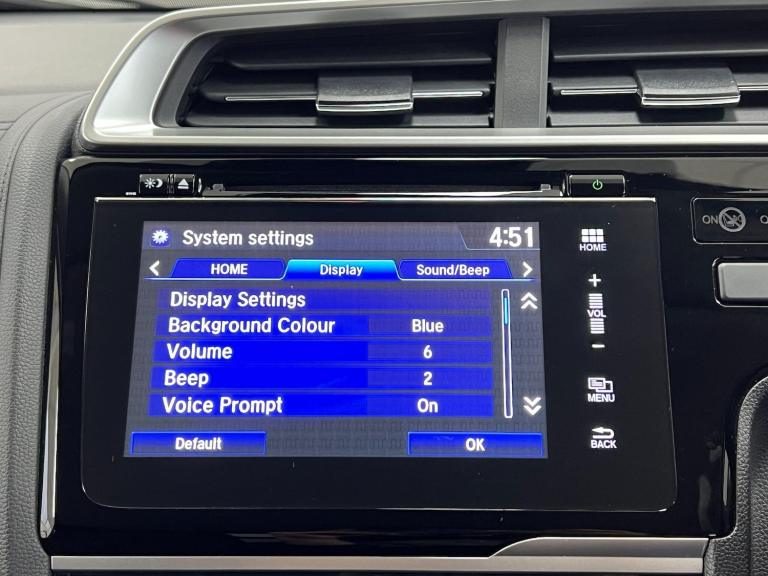 System settings 4:51
HOME Display Sound/Beep
Display Settings
Background Colour Blue
Volume 6
Beep 2
Voice Prompt On
Default OK
HOME
+
VOL
−
MENU
BACK
ON